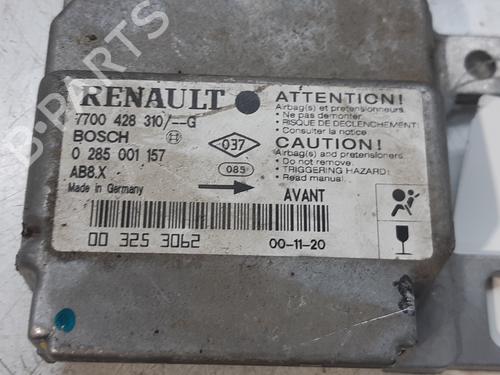 RENAULT
7700 428 310/--G
BOSCH
0 285 001 157
AB8.X
Made in Germany
037
085
AVANT
00 325 3062
00-11-20
ATTENTION!
Airbag(s) et pretensionneurs
• Ne pas demonter
• RISQUE DE DECLENCHEMENT!
• Consulter la notice
CAUTION!
Airbag(s) and pretensioners
• Do not remove.
• TRIGGERING HAZARD!
• Read manual.
PARTS